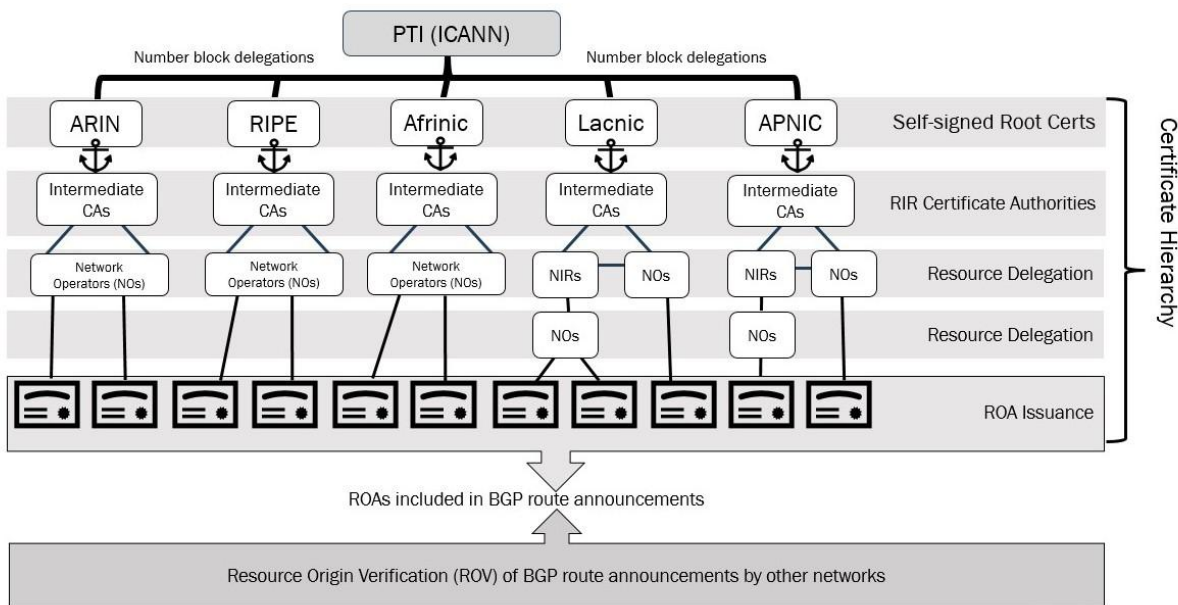 PTI (ICANN)
Number block delegations
Number block delegations
ARIN
RIPE
Afrinic
Lacnic
APNIC
Self-signed Root Certs
Intermediate
CAs
Intermediate
CAs
Intermediate
CAs
Intermediate
CAs
Intermediate
CAs
RIR Certificate Authorities
Network
Operators (NOs)
Network
Operators (NOs)
Network
Operators (NOs)
NIRs
NOs
NIRs
NOs
Resource Delegation
NOs
NOs
Resource Delegation
ROA Issuance
Certificate Hierarchy
ROAs included in BGP route announcements
Resource Origin Verification (ROV) of BGP route announcements by other networks